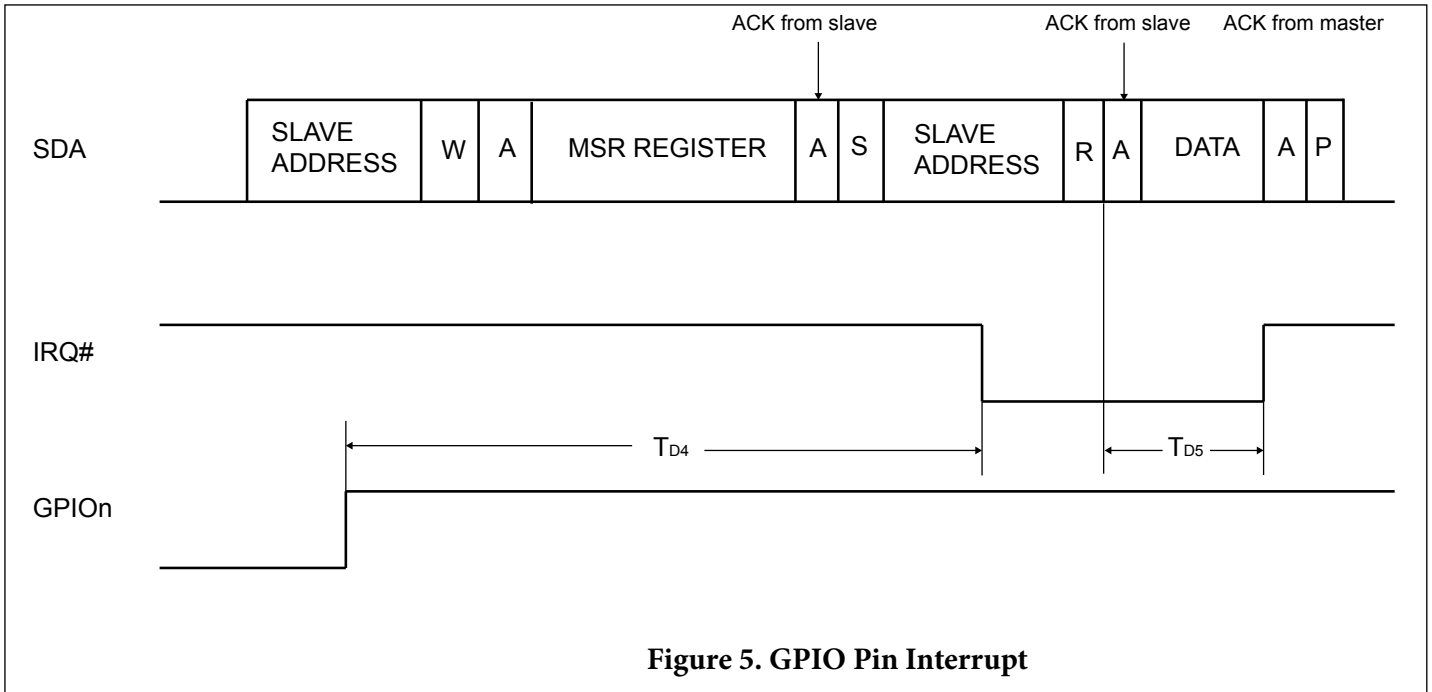 ACK from slave ACK from slave ACK from master
SDA
SLAVE
ADDRESS
W
A
MSR REGISTER
A
S
SLAVE
ADDRESS
R
A
DATA
A
P
IRQ#
TD4
TD5
GPIOn
Figure 5. GPIO Pin Interrupt